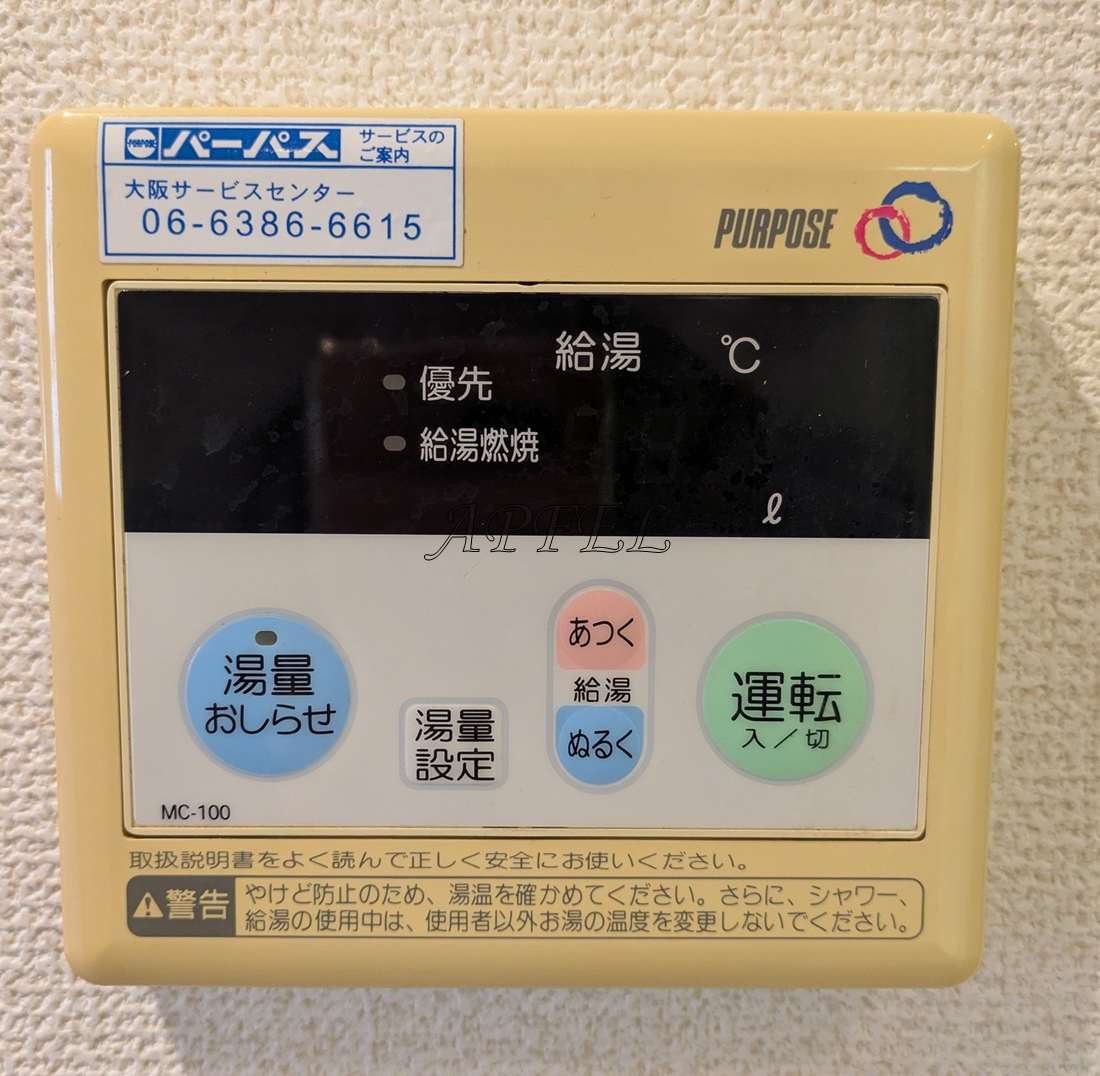 PURPOSE パーパス サービスの
ご案内
大阪サービスセンター
06-6386-6615
PURPOSE
給湯 ℃
優先
給湯燃焼
ℓ
APFEL
湯量
おしらせ
湯量
設定
あつく
給湯
ぬるく
運転
入/切
MC-100
取扱説明書をよく読んで正しく安全にお使いください。
警告
やけど防止のため、湯温を確かめてください。さらに、シャワー、
給湯の使用中は、使用者以外お湯の温度を変更しないでください。